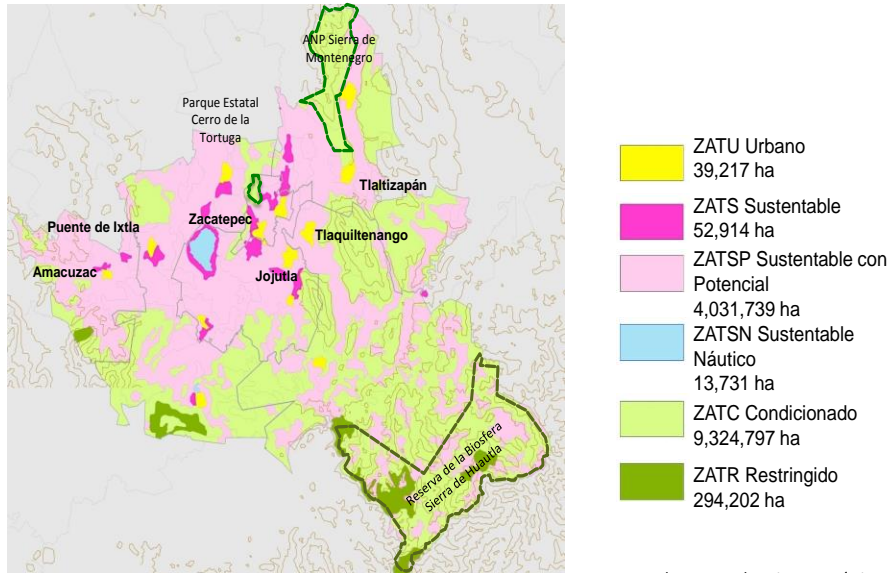 ANP Sierra de
Montenegro
Parque Estatal
Cerro de la
Tortuga
Tlaltizapán
Puente de Ixtla
Zacatepec
Tlaquiltenango
Amacuzac
Jojutla
Reserva de la Biosfera
Sierra de Huautla
ZATU Urbano
39,217 ha
ZATS Sustentable
52,914 ha
ZATSP Sustentable con
Potencial
4,031,739 ha
ZATSN Sustentable
Náutico
13,731 ha
ZATC Condicionado
9,324,797 ha
ZATR Restringido
294,202 ha